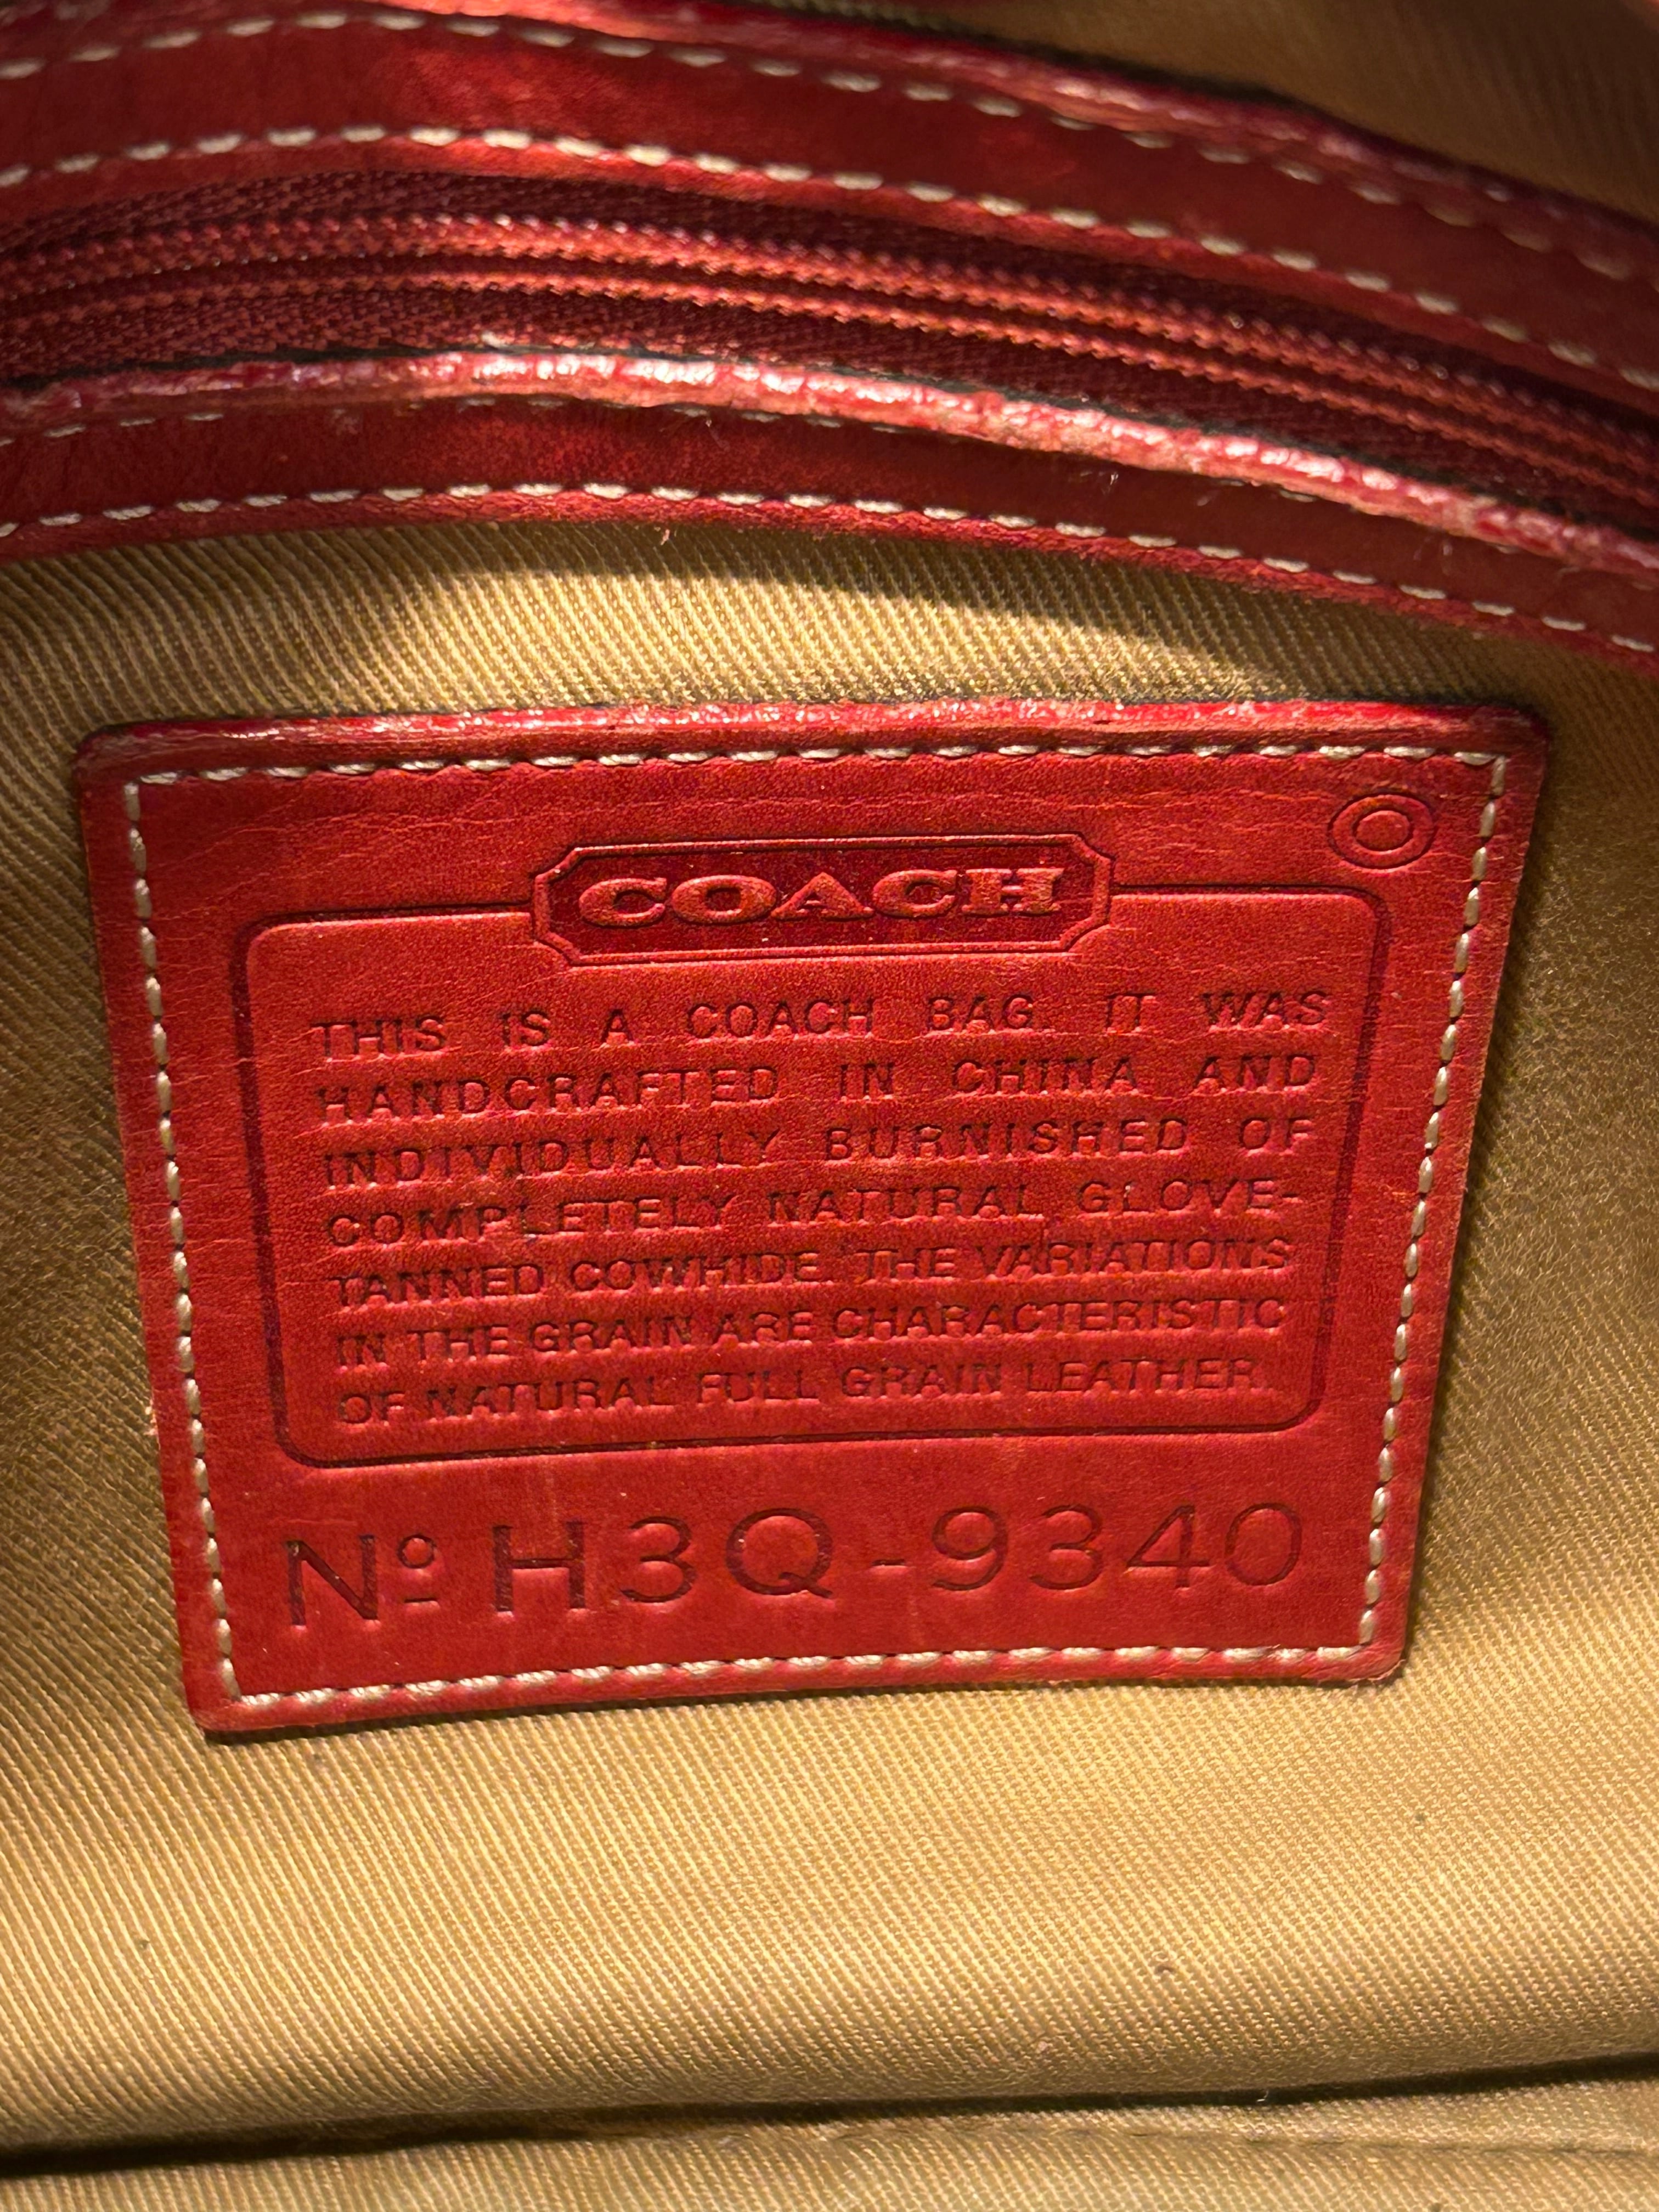 COACH
THIS IS A COACH BAG. IT WAS
HANDCRAFTED IN CHINA AND
INDIVIDUALLY BURNISHED OF
COMPLETELY NATURAL GLOVE-
TANNED COWHIDE. THE VARIATIONS
IN THE GRAIN ARE CHARACTERISTIC
OF NATURAL FULL GRAIN LEATHER.
Nº H3Q-9340